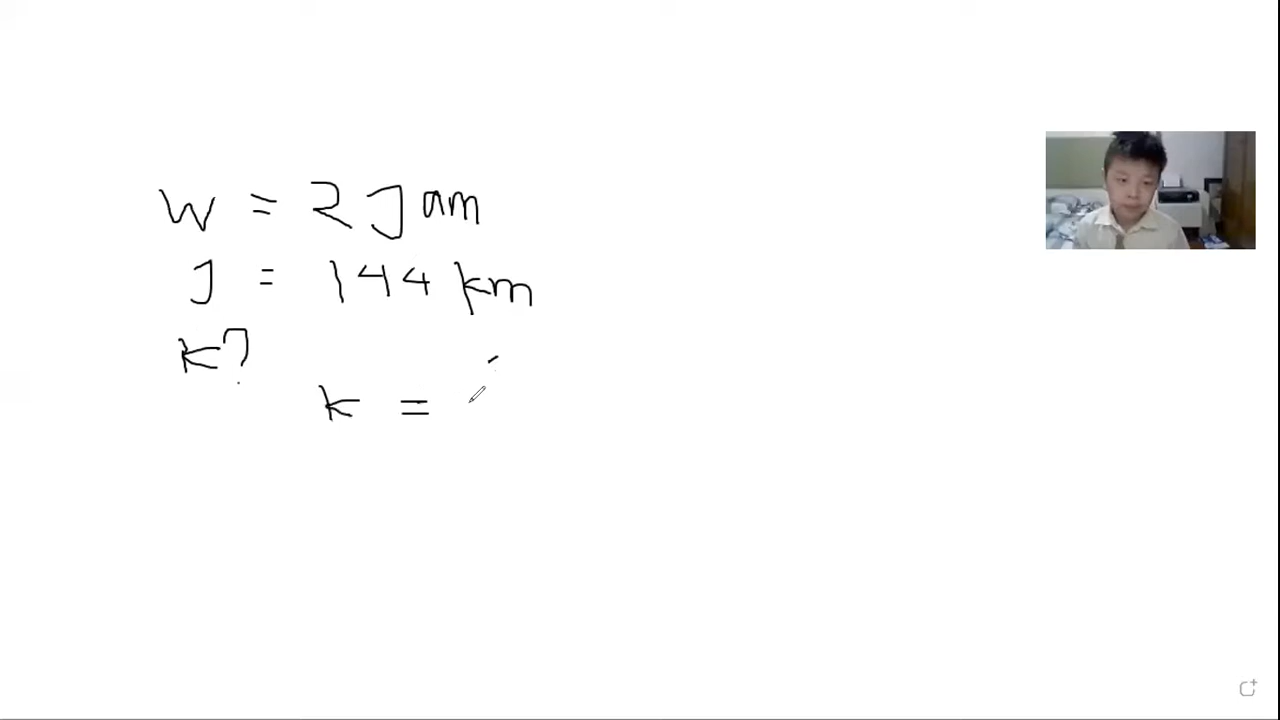 W = 2 Jam
J = 144 km
K?
K =